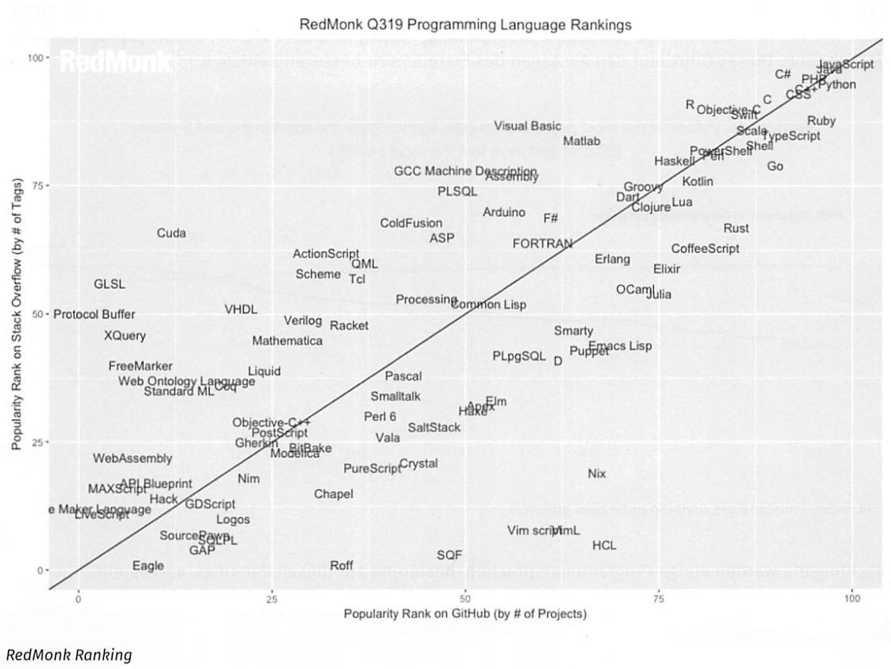 RedMonk Q319 Programming Language Rankings
RedMonk
100
75
50
25
0
Popularity Rank on Stack Overflow (by # of Tags)
JavaScript
Java
C#
PHP
Python
C++
CSS
C
R
Objective-C
Swift
Ruby
Visual Basic
Scala
TypeScript
Matlab
Shell
PowerShell
Perl
Haskell
Go
GCC Machine Description
Assembly
Kotlin
Groovy
PLSQL
Dart
Lua
Clojure
Arduino
F#
ColdFusion
Rust
Cuda
ASP
FORTRAN
CoffeeScript
ActionScript
Erlang
QML
Elixir
Scheme
Tcl
GLSL
OCaml
Julia
Processing
Common Lisp
VHDL
Protocol Buffer
Verilog
Racket
Smarty
XQuery
Mathematica
Emacs Lisp
Puppet
PLpgSQL
D
FreeMarker
Liquid
Pascal
Web Ontology Language
Coq
Standard ML
Smalltalk
Elm
Apex
Haxe
Perl 6
Objective-C++
SaltStack
PostScript
Vala
Gherkin
BitBake
Modelica
WebAssembly
Crystal
PureScript
Nix
Nim
API Blueprint
MAXScript
Chapel
Hack
GDScript
e Maker Language
LiveScript
Logos
Vim script
VimL
SourcePawn
SQLPL
HCL
GAP
SQF
Eagle
Roff
0
25
50
75
100
Popularity Rank on GitHub (by # of Projects)
RedMonk Ranking